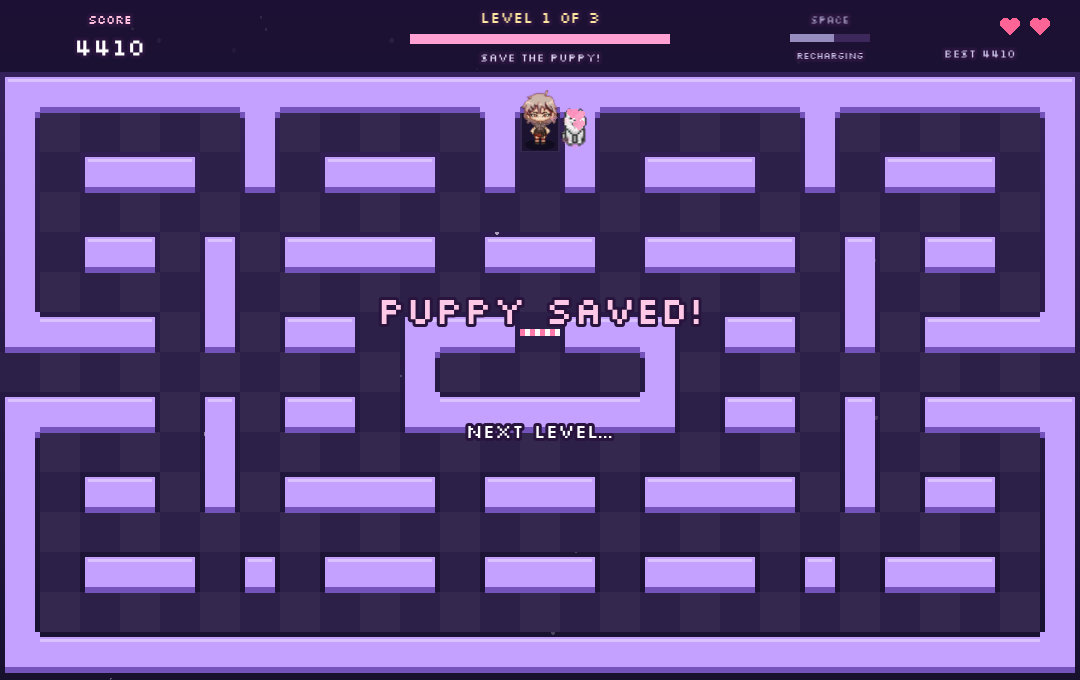 SCORE
4410
LEVEL 1 OF 3
SAVE THE PUPPY!
SPACE
RECHARGING
BEST 4410
PUPPY SAVED!
NEXT LEVEL...